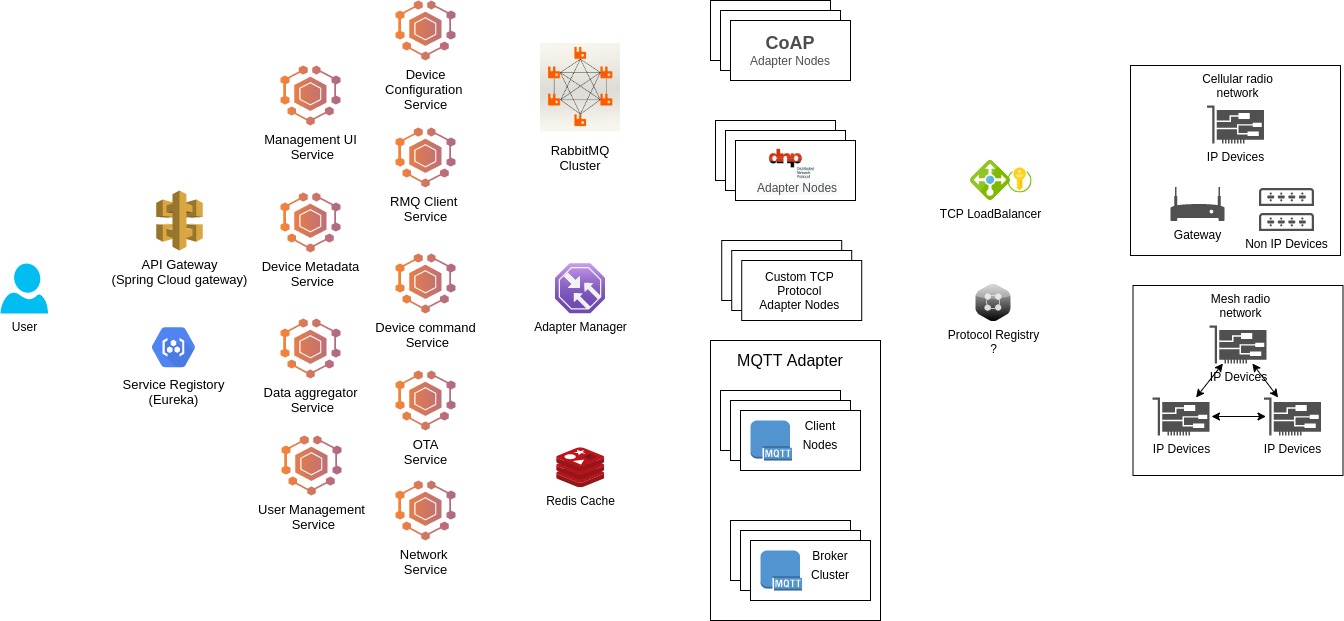 User
API Gateway
(Spring Cloud gateway)
Service Registory
(Eureka)
Management UI
Service
Device Metadata
Service
Data aggregator
Service
User Management
Service
Device
Configuration
Service
RMQ Client
Service
Device command
Service
OTA
Service
Network
Service
RabbitMQ
Cluster
Adapter Manager
Redis Cache
CoAP
Adapter Nodes
dnp
Distributed
Network
Protocol
Adapter Nodes
Custom TCP
Protocol
Adapter Nodes
MQTT Adapter
Client
Nodes
MQTT
Broker
Cluster
MQTT
TCP LoadBalancer
Protocol Registry
?
Cellular radio
network
IP Devices
Gateway
Non IP Devices
Mesh radio
network
IP Devices
IP Devices
IP Devices